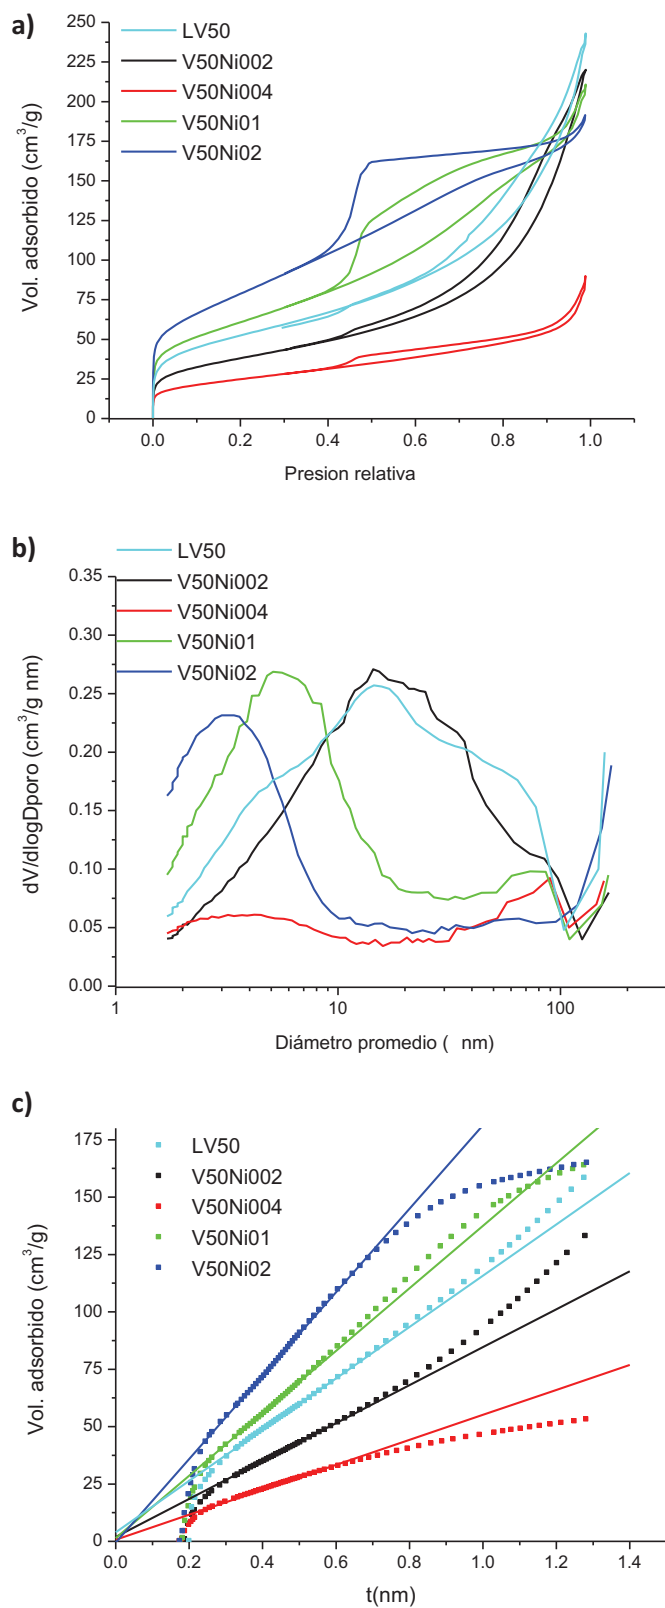 a)
LV50
V50Ni002
V50Ni004
V50Ni01
V50Ni02
250
225
200
175
150
125
100
75
50
25
0
Vol. adsorbido (cm³/g)
0.0 0.2 0.4 0.6 0.8 1.0
Presion relativa
b)
LV50
V50Ni002
V50Ni004
V50Ni01
V50Ni02
0.35
0.30
0.25
0.20
0.15
0.10
0.05
0.00
dV/dlogDporo (cm³/g nm)
1 10 100
Diámetro promedio ( nm)
c)
LV50
V50Ni002
V50Ni004
V50Ni01
V50Ni02
175
150
125
100
75
50
25
0
Vol. adsorbido (cm³/g)
0.0 0.2 0.4 0.6 0.8 1.0 1.2 1.4
t(nm)